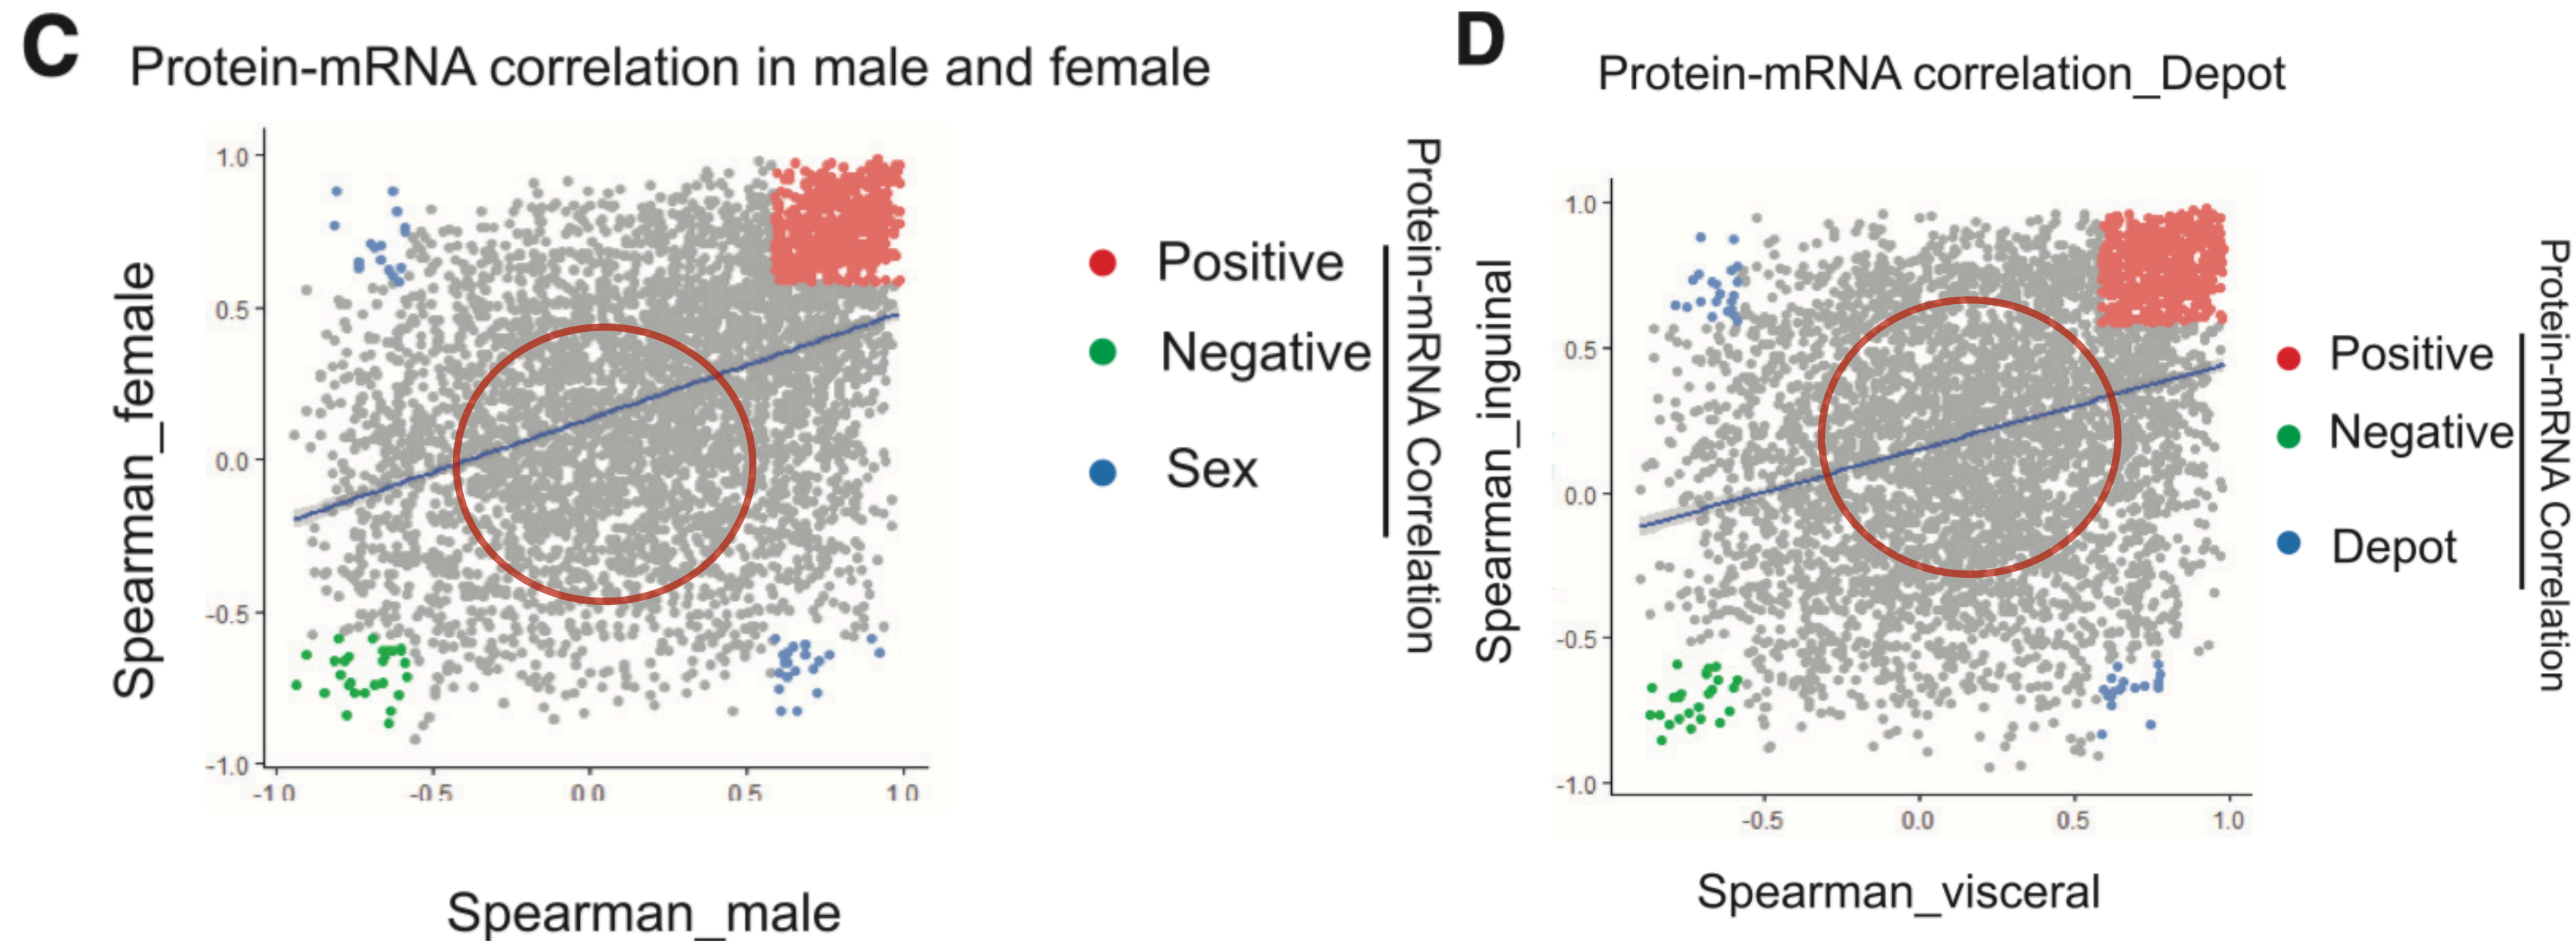 C
Protein-mRNA correlation in male and female
Spearman_female
1.0
0.5
0.0
-0.5
-1.0
-1.0
-0.5
0.0
0.5
1.0
Spearman_male
Positive
Negative
Sex
Protein-mRNA Correlation
D
Protein-mRNA correlation_Depot
Spearman_inguinal
1.0
0.5
0.0
-0.5
-1.0
-0.5
0.0
0.5
1.0
Spearman_visceral
Positive
Negative
Depot
Protein-mRNA Correlation